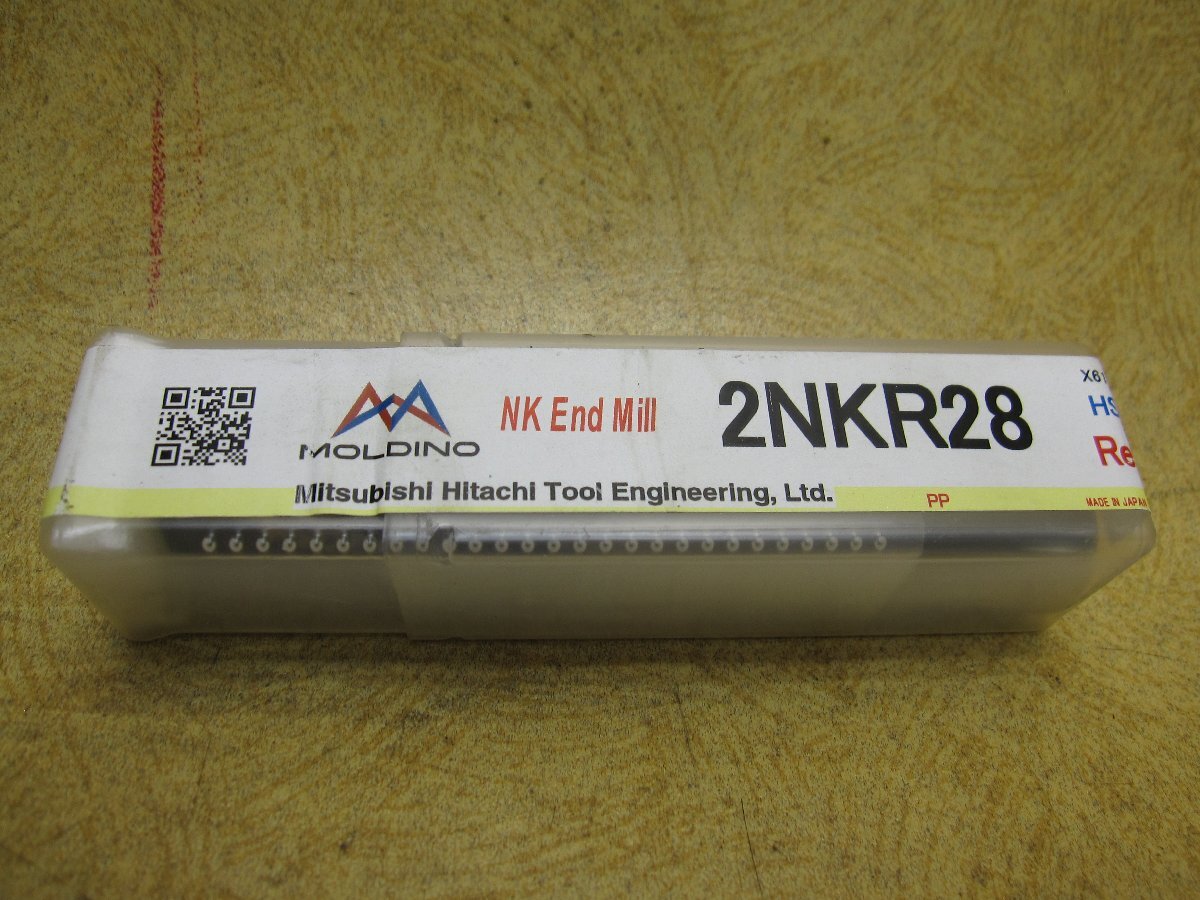 MOLDINO
NK End Mill
2NKR28
Mitsubishi Hitachi Tool Engineering, Ltd.
PP
MADE IN JAPAN